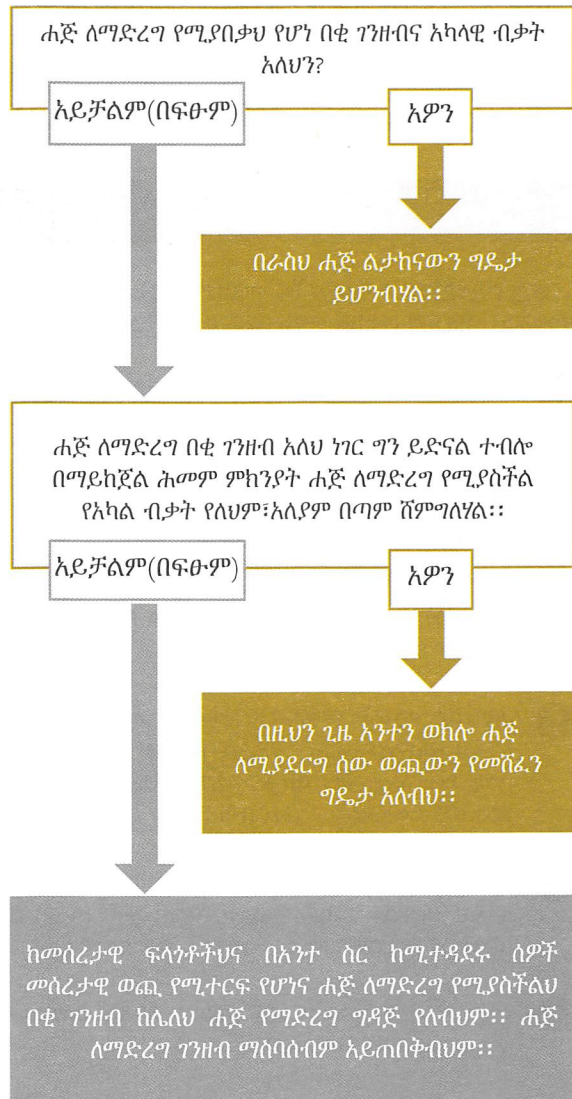 ሐጅ ለማድረግ የሚያበቃህ የሆነ በቂ ገንዘብና አካላዊ ብቃት
አለህን?
አይቻልም(በፍፁም)
አዎን
በራስህ ሐጅ ልታከናውን ግዴታ
ይሆንብሃል፡፡
ሐጅ ለማድረግ በቂ ገንዘብ አለህ ነገር ግን ይድናል ተብሎ
በማይከጀል ሕመም ምክንያት ሐጅ ለማድረግ የሚያስችል
የአካል ብቃት የለህም፣አለያም በጣም ሸምግለሃል፡፡
አይቻልም(በፍፁም)
አዎን
በዚህን ጊዜ አንተን ወክሎ ሐጅ
ለሚያደርግ ሰው ወጪውን የመሸፈን
ግዴታ አለብህ፡፡
ከመሰረታዊ ፍላጎቶችህና በአንተ ስር ከሚተዳደሩ ሰዎች
መሰረታዊ ወጪ የሚተርፍ የሆነና ሐጅ ለማድረግ የሚያስችልህ
በቂ ገንዘብ ከሌለህ ሐጅ የማድረግ ግዳጅ የለብህም፡፡ ሐጅ
ለማድረግ ገንዘብ ማስባሰብም አይጠበቅብህም፡፡